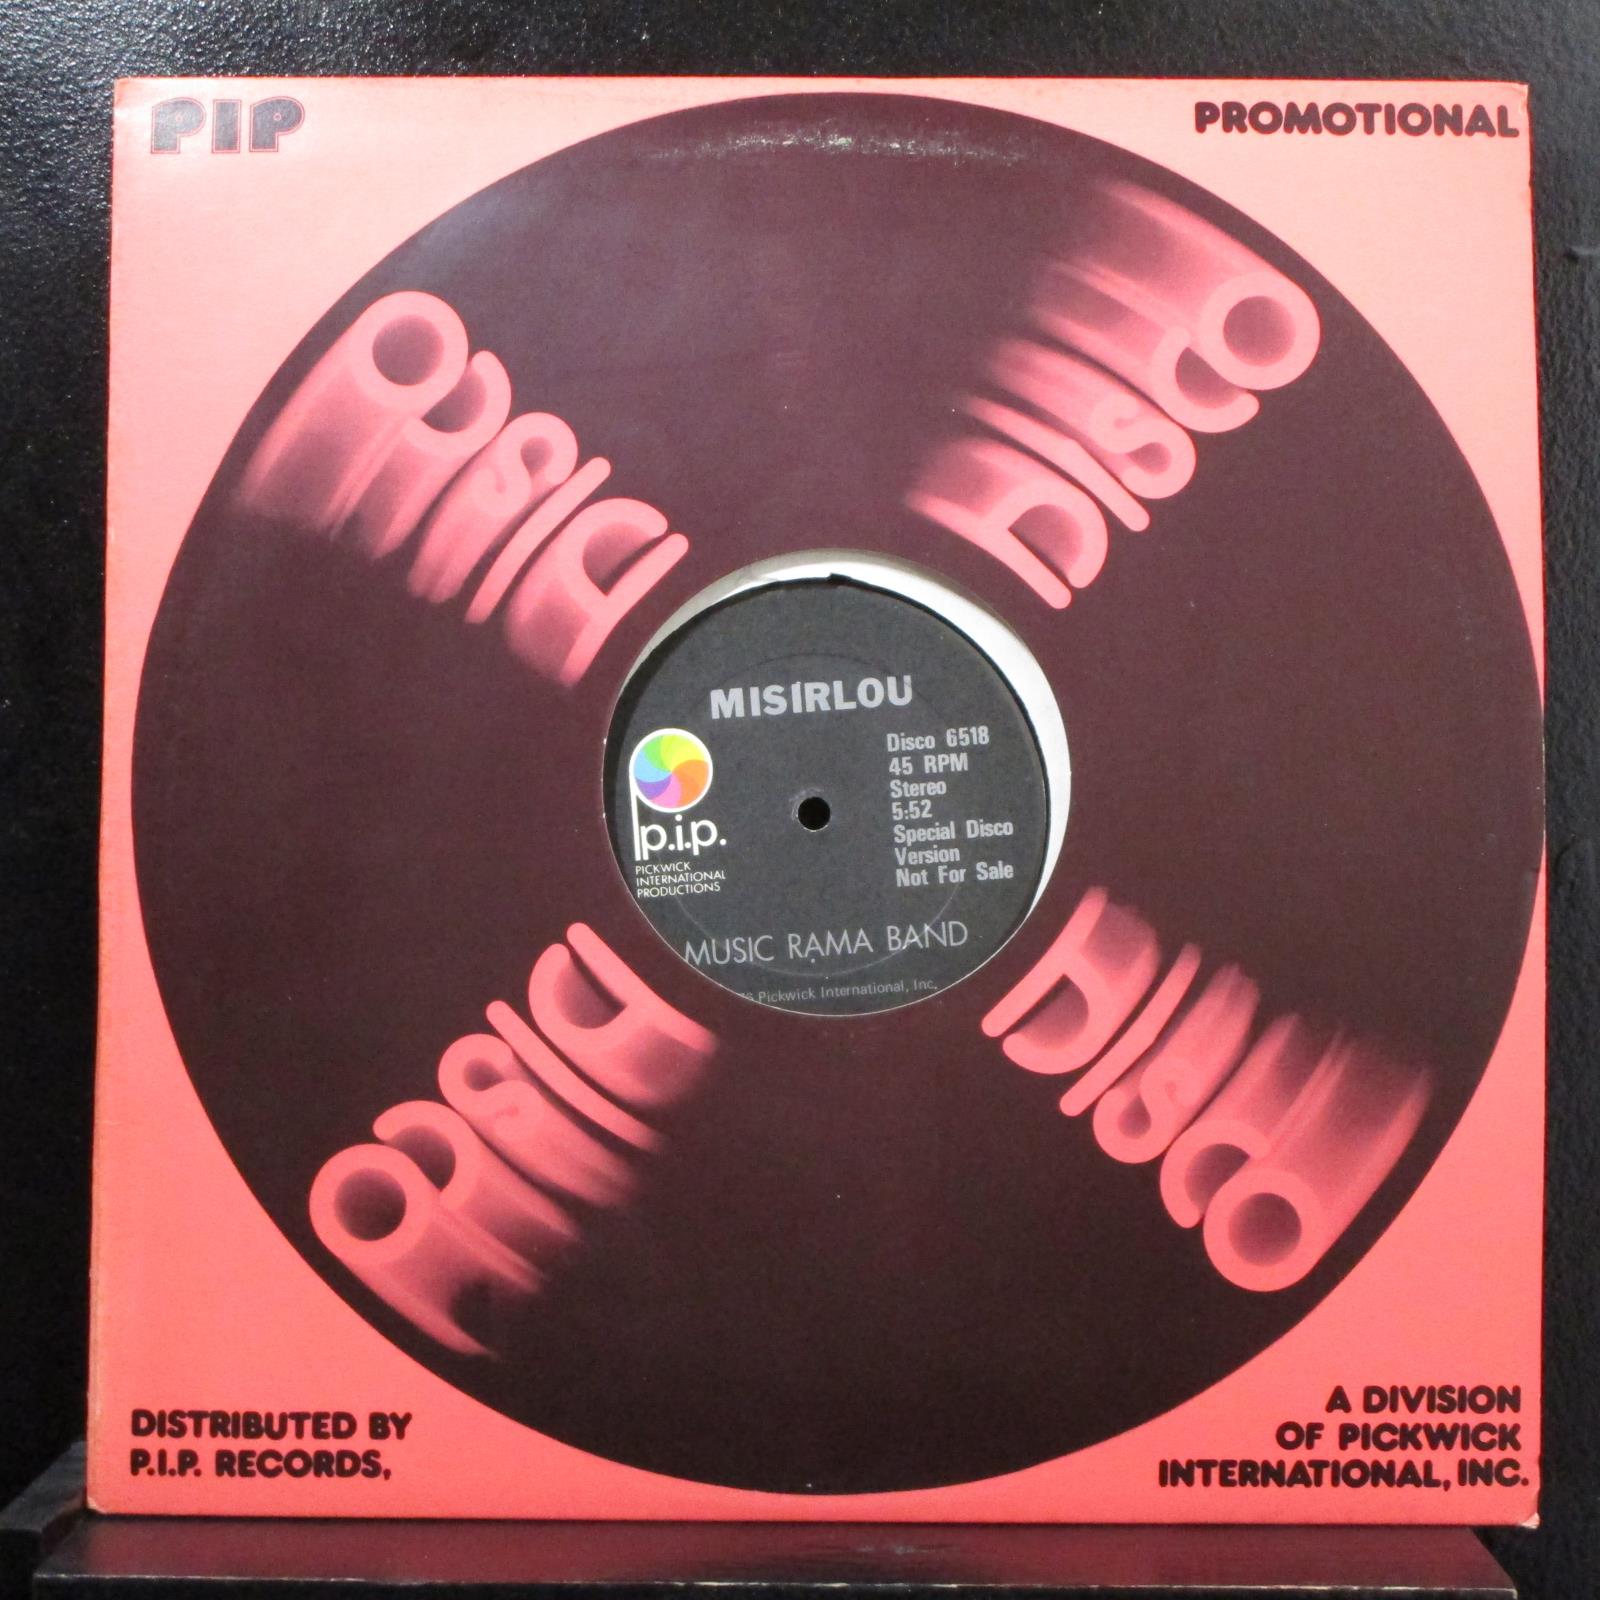 PIP
PROMOTIONAL
DISCO
DISCO
MISIRLOU
Disco 6518
45 RPM
Stereo
5:52
Special Disco
Version
Not For Sale
p.i.p.
PICKWICK
INTERNATIONAL
PRODUCTIONS
MUSIC RAMA BAND
Pickwick International, Inc.
DISCO
DISCO
DISTRIBUTED BY
P.I.P. RECORDS,
A DIVISION
OF PICKWICK
INTERNATIONAL, INC.